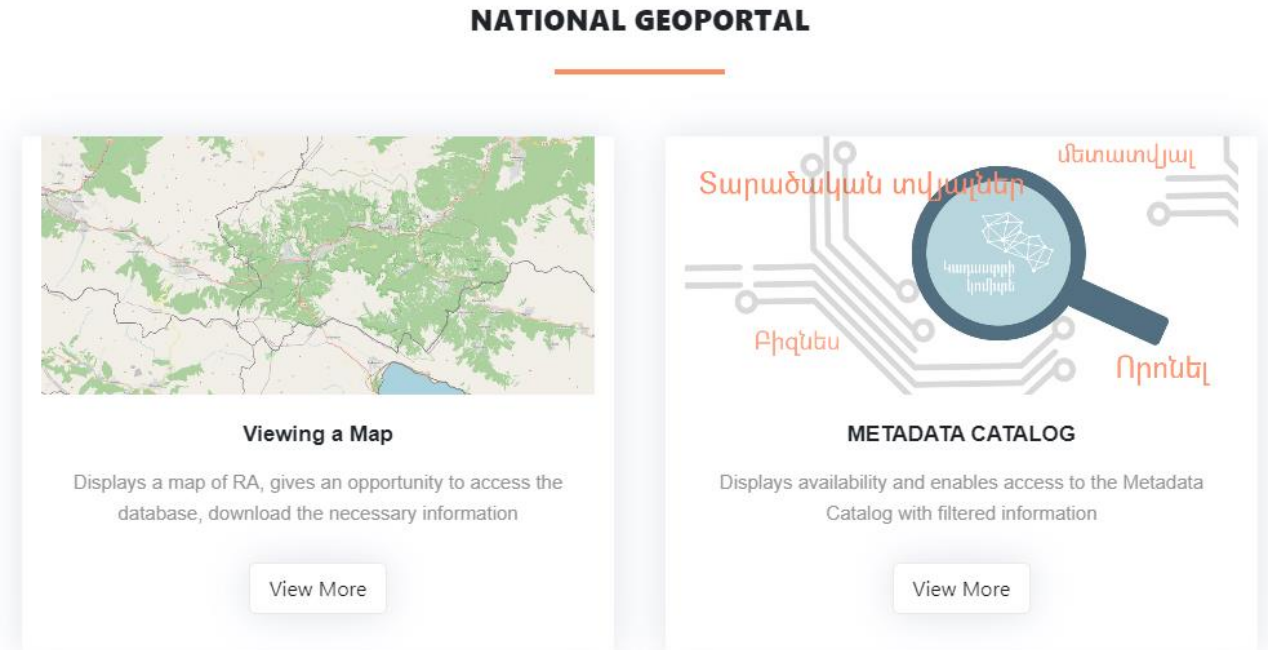 NATIONAL GEOPORTAL
Տարածական տվյալներ
մետատվյալ
կադաստրի
կոմիտե
Բիզնես
Որոնել
Viewing a Map
Displays a map of RA, gives an opportunity to access the
database, download the necessary information
View More
METADATA CATALOG
Displays availability and enables access to the Metadata
Catalog with filtered information
View More